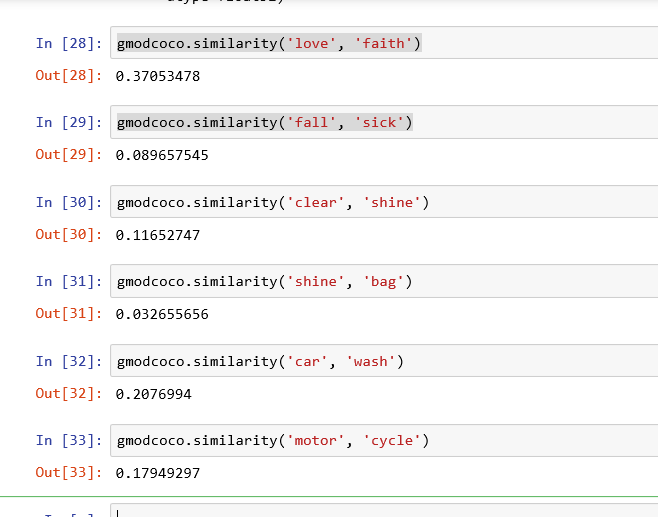 In [28]: gmodcoco.similarity('love', 'faith')
Out[28]: 0.37053478
In [29]: gmodcoco.similarity('fall', 'sick')
Out[29]: 0.089657545
In [30]: gmodcoco.similarity('clear', 'shine')
Out[30]: 0.11652747
In [31]: gmodcoco.similarity('shine', 'bag')
Out[31]: 0.032655656
In [32]: gmodcoco.similarity('car', 'wash')
Out[32]: 0.2076994
In [33]: gmodcoco.similarity('motor', 'cycle')
Out[33]: 0.17949297